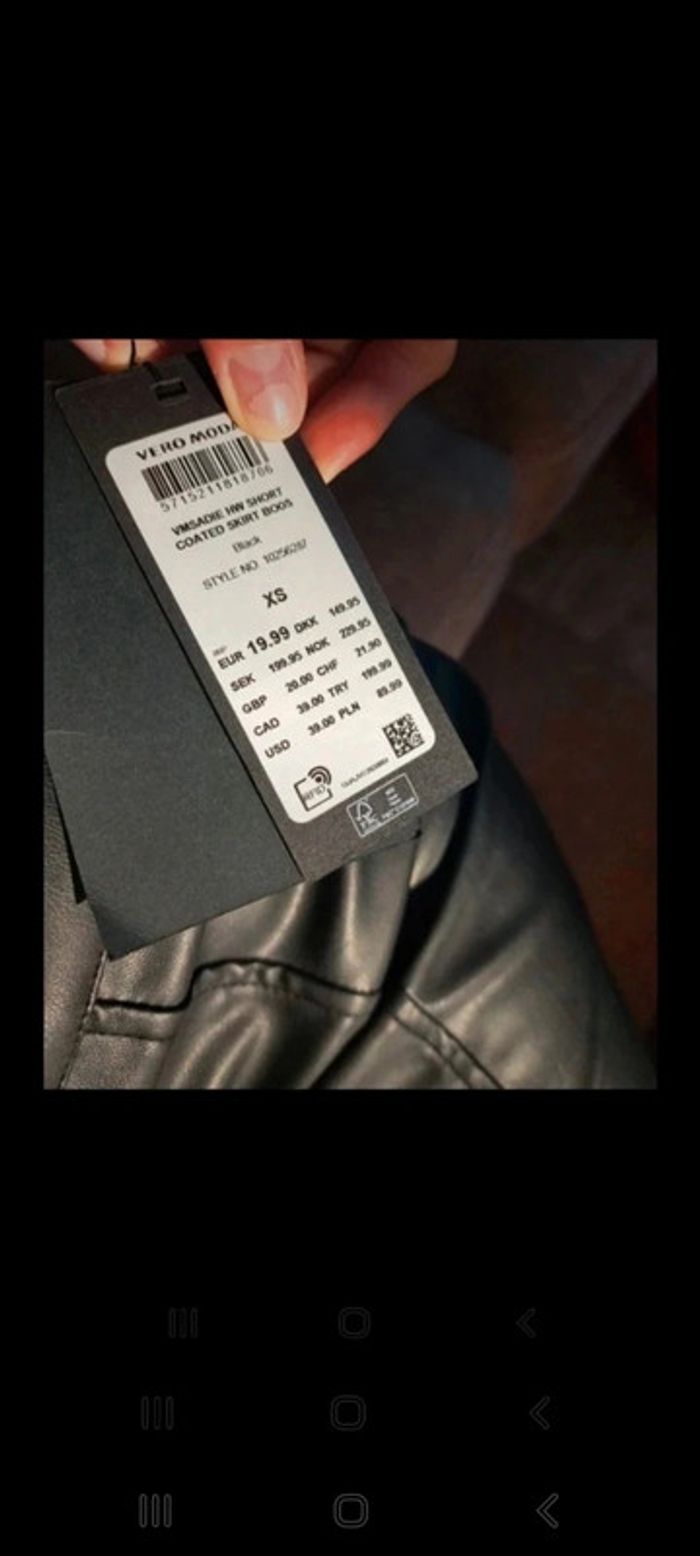 VERO MODA
5715211818706
VMSADIE HW SHORT
COATED SKIRT BOOS
Black
STYLE NO. 10256287
XS
EUR 19.99 DKK 149.95
SEK 199.95 NOK 229.95
GBP 20.00 CHF 21.90
CAD 39.00 TRY 199.99
USD 39.00 PLN 89.99
RFID